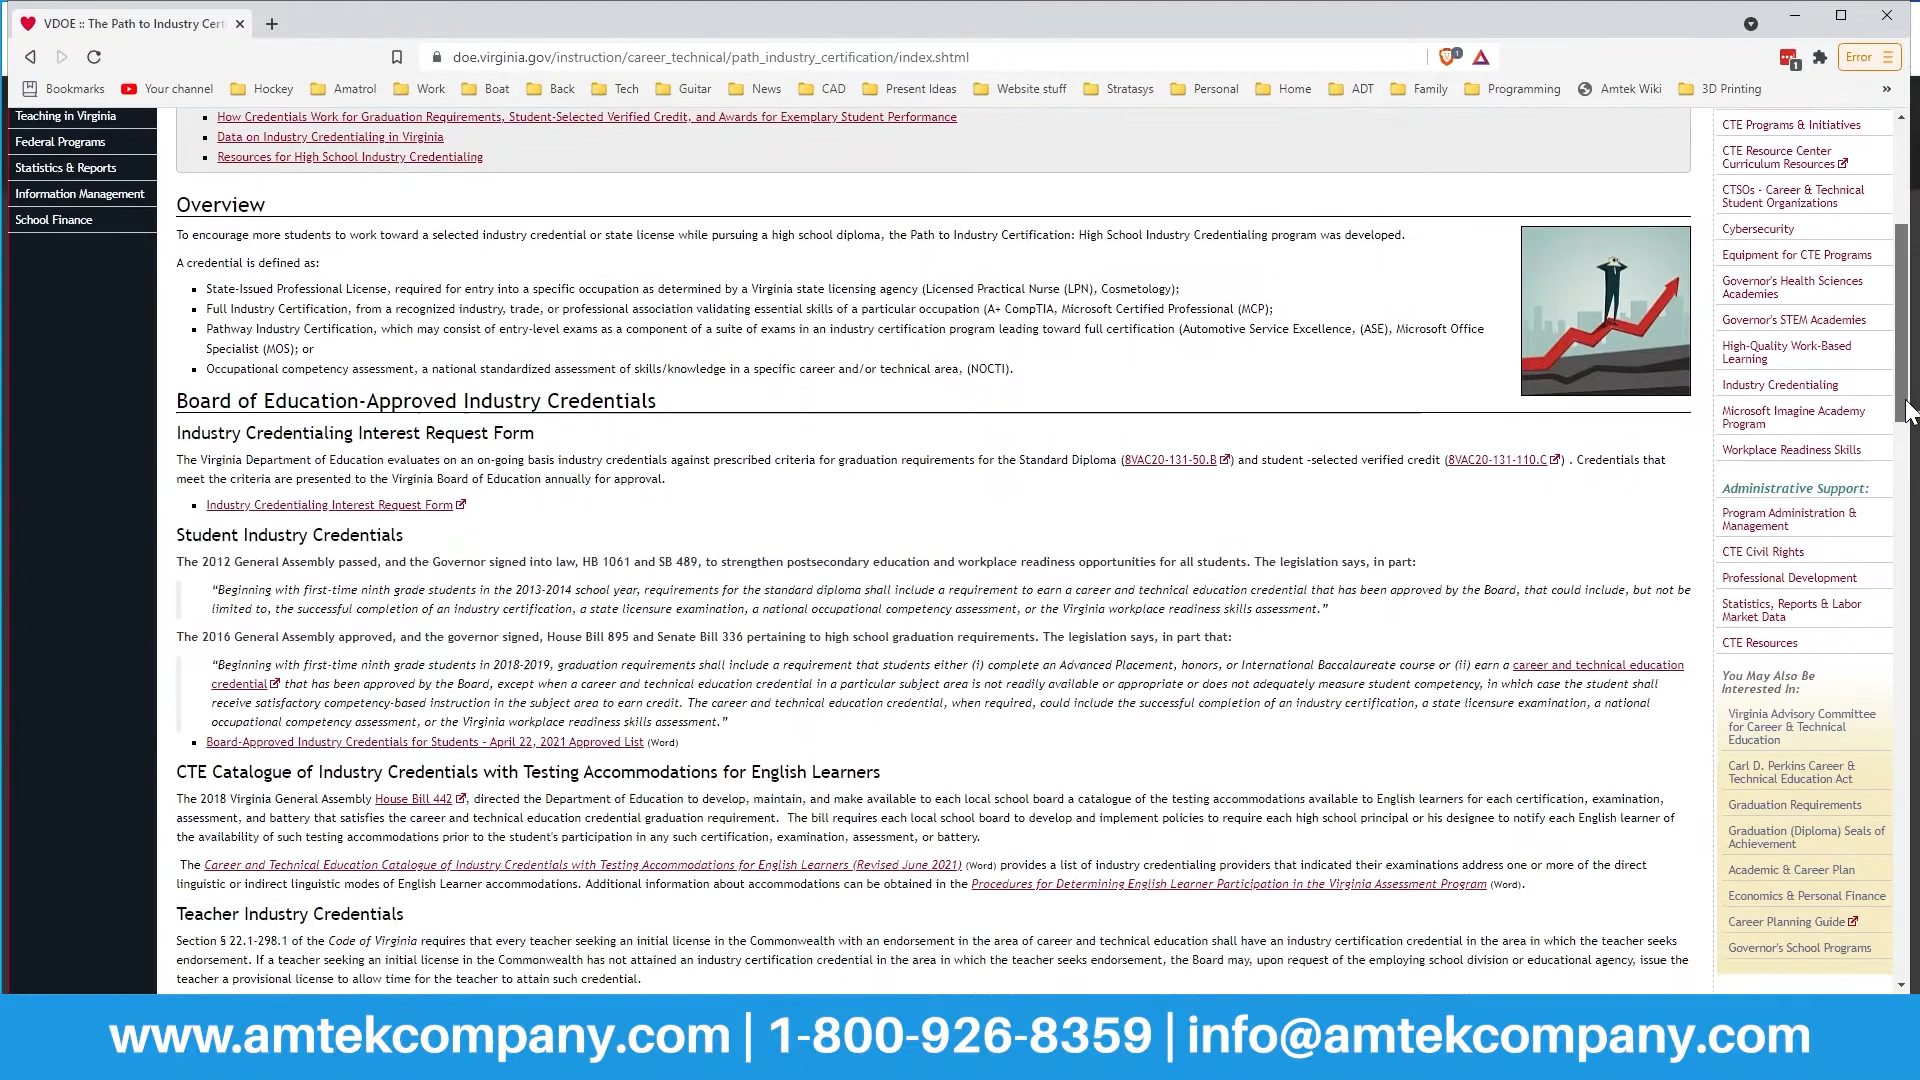 VDOE :: The Path to Industry Cert
doe.virginia.gov/instruction/career_technical/path_industry_certification/index.shtml
1
1
Error
Bookmarks Your channel Hockey Amatrol Work Boat Back Tech Guitar News CAD Present Ideas Website stuff Stratasys Personal Home ADT Family Programming Amtek Wiki 3D Printing »
Teaching in Virginia
Federal Programs
Statistics & Reports
Information Management
School Finance
How Credentials Work for Graduation Requirements, Student-Selected Verified Credit, and Awards for Exemplary Student Performance
Data on Industry Credentialing in Virginia
Resources for High School Industry Credentialing
Overview
To encourage more students to work toward a selected industry credential or state license while pursuing a high school diploma, the Path to Industry Certification: High School Industry Credentialing program was developed.
A credential is defined as:
State-Issued Professional License, required for entry into a specific occupation as determined by a Virginia state licensing agency (Licensed Practical Nurse (LPN), Cosmetology);
Full Industry Certification, from a recognized industry, trade, or professional association validating essential skills of a particular occupation (A+ CompTIA, Microsoft Certified Professional (MCP);
Pathway Industry Certification, which may consist of entry-level exams as a component of a suite of exams in an industry certification program leading toward full certification (Automotive Service Excellence, (ASE), Microsoft Office
Specialist (MOS); or
Occupational competency assessment, a national standardized assessment of skills/knowledge in a specific career and/or technical area, (NOCTI).
Board of Education-Approved Industry Credentials
Industry Credentialing Interest Request Form
The Virginia Department of Education evaluates on an on-going basis industry credentials against prescribed criteria for graduation requirements for the Standard Diploma (8VAC20-131-50.B) and student -selected verified credit (8VAC20-131-110.C) . Credentials that
meet the criteria are presented to the Virginia Board of Education annually for approval.
Industry Credentialing Interest Request Form
Student Industry Credentials
The 2012 General Assembly passed, and the Governor signed into law, HB 1061 and SB 489, to strengthen postsecondary education and workplace readiness opportunities for all students. The legislation says, in part:
“Beginning with first-time ninth grade students in the 2013-2014 school year, requirements for the standard diploma shall include a requirement to earn a career and technical education credential that has been approved by the Board, that could include, but not be
limited to, the successful completion of an industry certification, a state licensure examination, a national occupational competency assessment, or the Virginia workplace readiness skills assessment.”
The 2016 General Assembly approved, and the governor signed, House Bill 895 and Senate Bill 336 pertaining to high school graduation requirements. The legislation says, in part that:
“Beginning with first-time ninth grade students in 2018-2019, graduation requirements shall include a requirement that students either (i) complete an Advanced Placement, honors, or International Baccalaureate course or (ii) earn a career and technical education
credential that has been approved by the Board, except when a career and technical education credential in a particular subject area is not readily available or appropriate or does not adequately measure student competency, in which case the student shall
receive satisfactory competency-based instruction in the subject area to earn credit. The career and technical education credential, when required, could include the successful completion of an industry certification, a state licensure examination, a national
occupational competency assessment, or the Virginia workplace readiness skills assessment.”
Board-Approved Industry Credentials for Students – April 22, 2021 Approved List (Word)
CTE Catalogue of Industry Credentials with Testing Accommodations for English Learners
The 2018 Virginia General Assembly House Bill 442, directed the Department of Education to develop, maintain, and make available to each local school board a catalogue of the testing accommodations available to English learners for each certification, examination,
assessment, and battery that satisfies the career and technical education credential graduation requirement. The bill requires each local school board to develop and implement policies to require each high school principal or his designee to notify each English learner of
the availability of such testing accommodations prior to the student's participation in any such certification, examination, assessment, or battery.
The Career and Technical Education Catalogue of Industry Credentials with Testing Accommodations for English Learners (Revised June 2021) (Word) provides a list of industry credentialing providers that indicated their examinations address one or more of the direct
linguistic or indirect linguistic modes of English Learner accommodations. Additional information about accommodations can be obtained in the Procedures for Determining English Learner Participation in the Virginia Assessment Program (Word).
Teacher Industry Credentials
Section § 22.1-298.1 of the Code of Virginia requires that every teacher seeking an initial license in the Commonwealth with an endorsement in the area of career and technical education shall have an industry certification credential in the area in which the teacher seeks
endorsement. If a teacher seeking an initial license in the Commonwealth has not attained an industry certification credential in the area in which the teacher seeks endorsement, the Board may, upon request of the employing school division or educational agency, issue the
teacher a provisional license to allow time for the teacher to attain such credential.
CTE Programs & Initiatives
CTE Resource Center
Curriculum Resources
CTSOs - Career & Technical
Student Organizations
Cybersecurity
Equipment for CTE Programs
Governor's Health Sciences
Academies
Governor's STEM Academies
High-Quality Work-Based
Learning
Industry Credentialing
Microsoft Imagine Academy
Program
Workplace Readiness Skills
Administrative Support:
Program Administration &
Management
CTE Civil Rights
Professional Development
Statistics, Reports & Labor
Market Data
CTE Resources
You May Also Be
Interested In:
Virginia Advisory Committee
for Career & Technical
Education
Carl D. Perkins Career &
Technical Education Act
Graduation Requirements
Graduation (Diploma) Seals of
Achievement
Academic & Career Plan
Economics & Personal Finance
Career Planning Guide
Governor's School Programs
www.amtekcompany.com | 1-800-926-8359 | info@amtekcompany.com